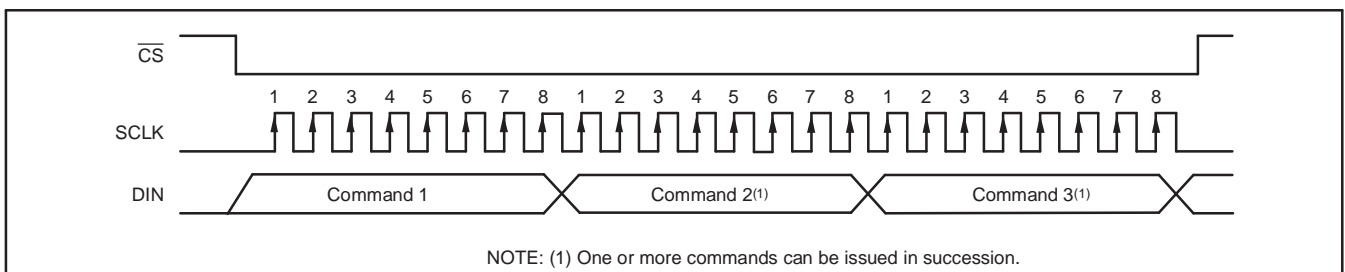 CS
1 2 3 4 5 6 7 8 1 2 3 4 5 6 7 8 1 2 3 4 5 6 7 8
SCLK
DIN Command 1 Command 2(1) Command 3(1)
NOTE: (1) One or more commands can be issued in succession.